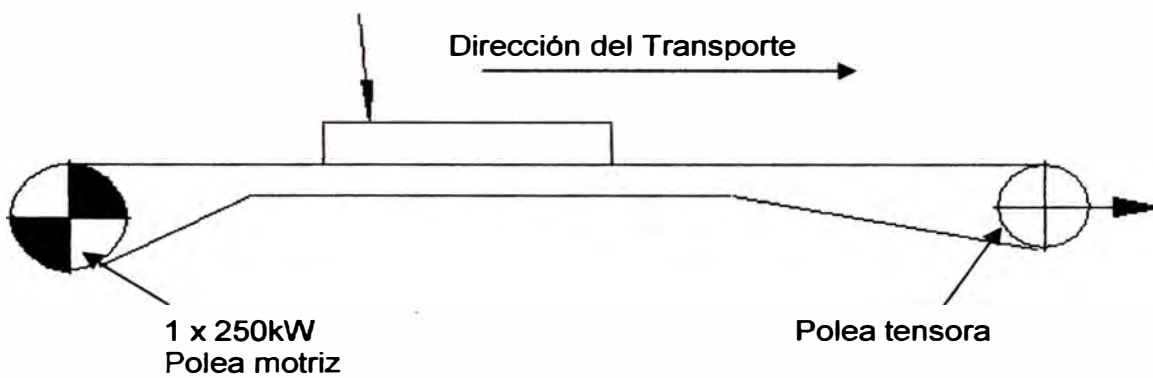 Dirección del Transporte
1 x 250kW
Polea motriz
Polea tensora